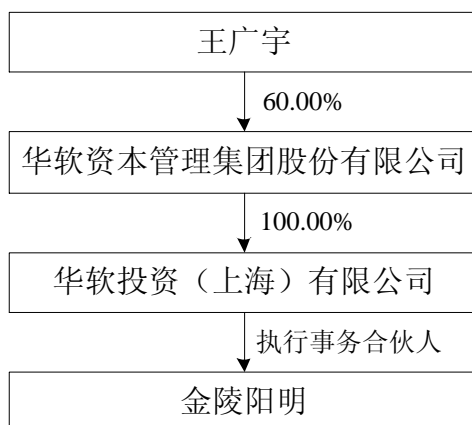 王广宇
60.00%
华软资本管理集团股份有限公司
100.00%
华软投资（上海）有限公司
执行事务合伙人
金陵阳明